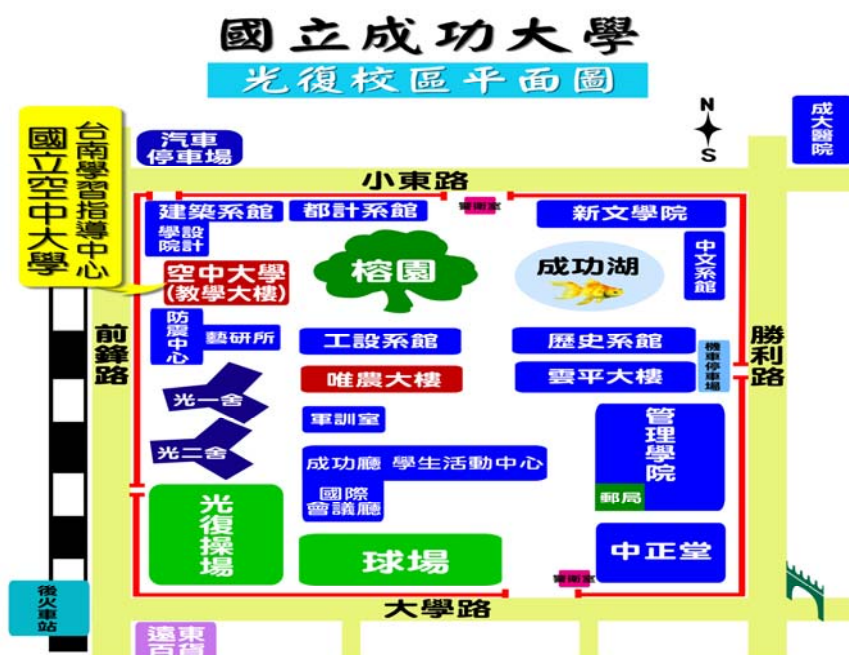 國立成功大學
光復校區平面圖
台南學習指導中心
國立空中大學
汽車
停車場
N
S
成大醫院
小東路
建築系館
都計系館
警衛室
新文學院
學設
院計
空中大學
(教學大樓)
榕園
成功湖
中文系館
前鋒路
防震中心
藝研所
工設系館
歷史系館
機車停車場
勝利路
唯農大樓
雲平大樓
光一舍
軍訓室
管理學院
光二舍
成功廳 學生活動中心
國際
會議廳
郵局
光復操場
球場
中正堂
警衛室
後火車站
大學路
遠東
百貨